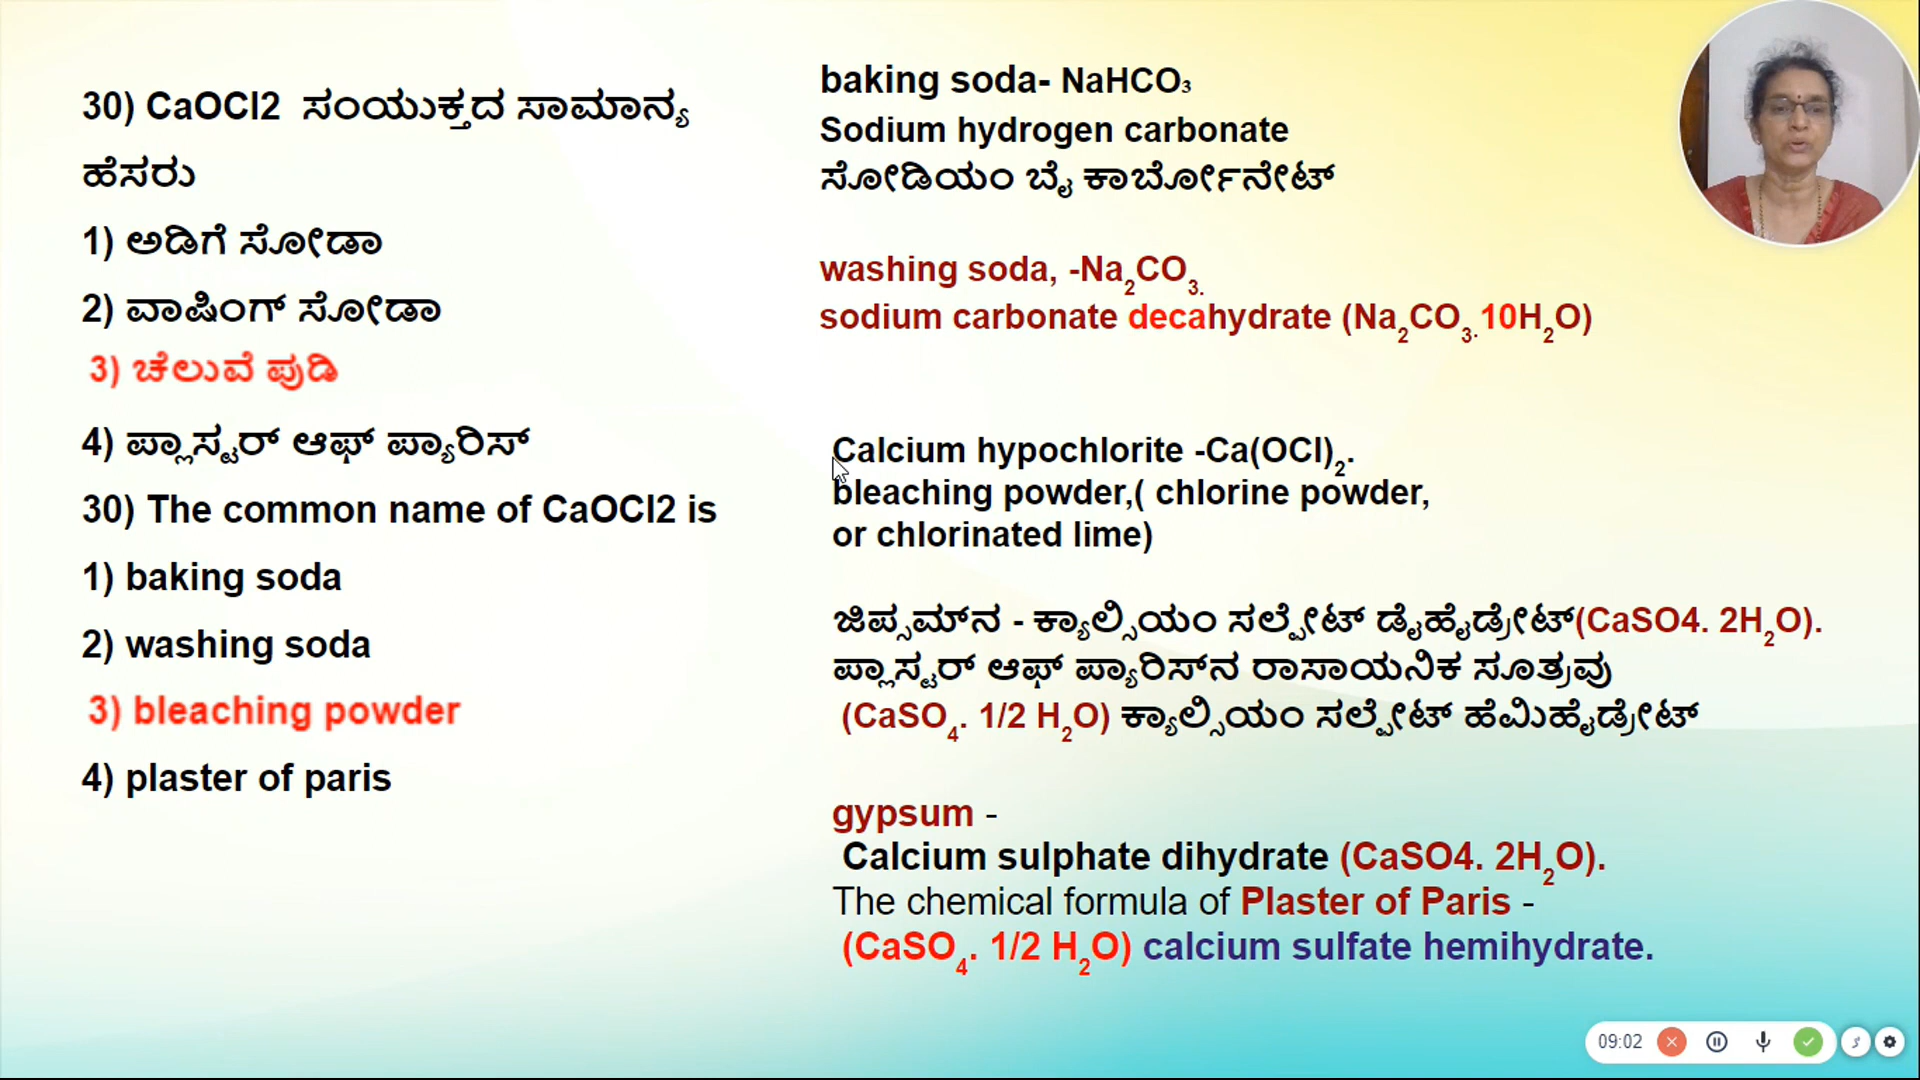 30) CaOCl2 ಸಂಯುಕ್ತದ ಸಾಮಾನ್ಯ
ಹೆಸರು
1) ಅಡಿಗೆ ಸೋಡಾ
2) ವಾಷಿಂಗ್ ಸೋಡಾ
3) ಚೆಲುವೆ ಪುಡಿ
4) ಪ್ಲಾಸ್ಟರ್ ಆಫ್ ಪ್ಯಾರಿಸ್
30) The common name of CaOCl2 is
1) baking soda
2) washing soda
3) bleaching powder
4) plaster of paris
baking soda- NaHCO₃
Sodium hydrogen carbonate
ಸೋಡಿಯಂ ಬೈ ಕಾರ್ಬೋನೇಟ್
washing soda, -Na₂CO₃.
sodium carbonate decahydrate (Na₂CO₃.10H₂O)
Calcium hypochlorite -Ca(OCl)₂.
bleaching powder,( chlorine powder,
or chlorinated lime)
ಜಿಪ್ಸಮ್‌ನ - ಕ್ಯಾಲ್ಸಿಯಂ ಸಲ್ಪೇಟ್ ಡೈಹೈಡ್ರೇಟ್(CaSO4. 2H₂O).
ಪ್ಲಾಸ್ಟರ್ ಆಫ್ ಪ್ಯಾರಿಸ್‌ನ ರಾಸಾಯನಿಕ ಸೂತ್ರವು
(CaSO₄. 1/2 H₂O) ಕ್ಯಾಲ್ಸಿಯಂ ಸಲ್ಪೇಟ್ ಹೆಮಿಹೈಡ್ರೇಟ್
gypsum -
Calcium sulphate dihydrate (CaSO4. 2H₂O).
The chemical formula of Plaster of Paris -
(CaSO₄. 1/2 H₂O) calcium sulfate hemihydrate.
09:02